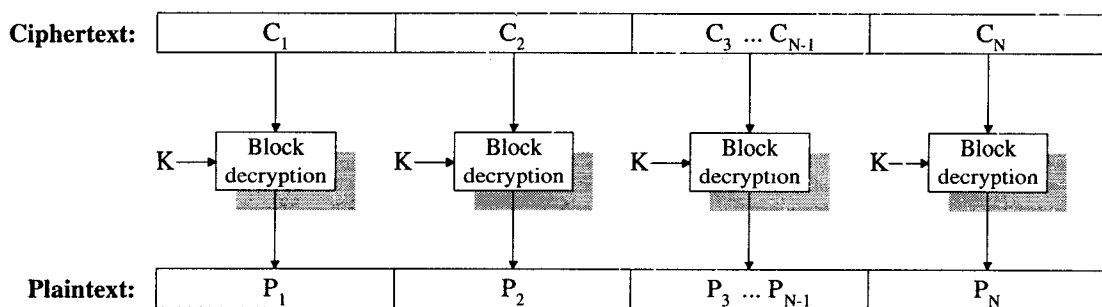 Ciphertext: C1 C2 C3 ... CN-1 CN
K Block decryption K Block decryption K Block decryption K Block decryption
Plaintext: P1 P2 P3 ... PN-1 PN